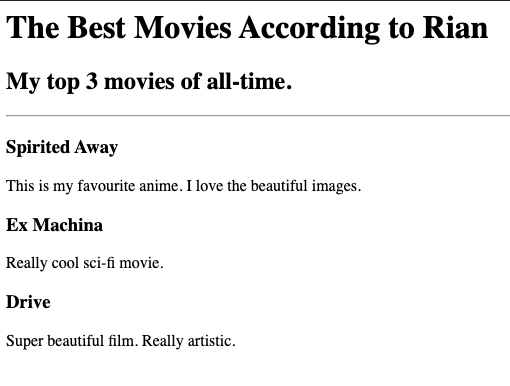 The Best Movies According to Rian
My top 3 movies of all-time.
Spirited Away
This is my favourite anime. I love the beautiful images.
Ex Machina
Really cool sci-fi movie.
Drive
Super beautiful film. Really artistic.